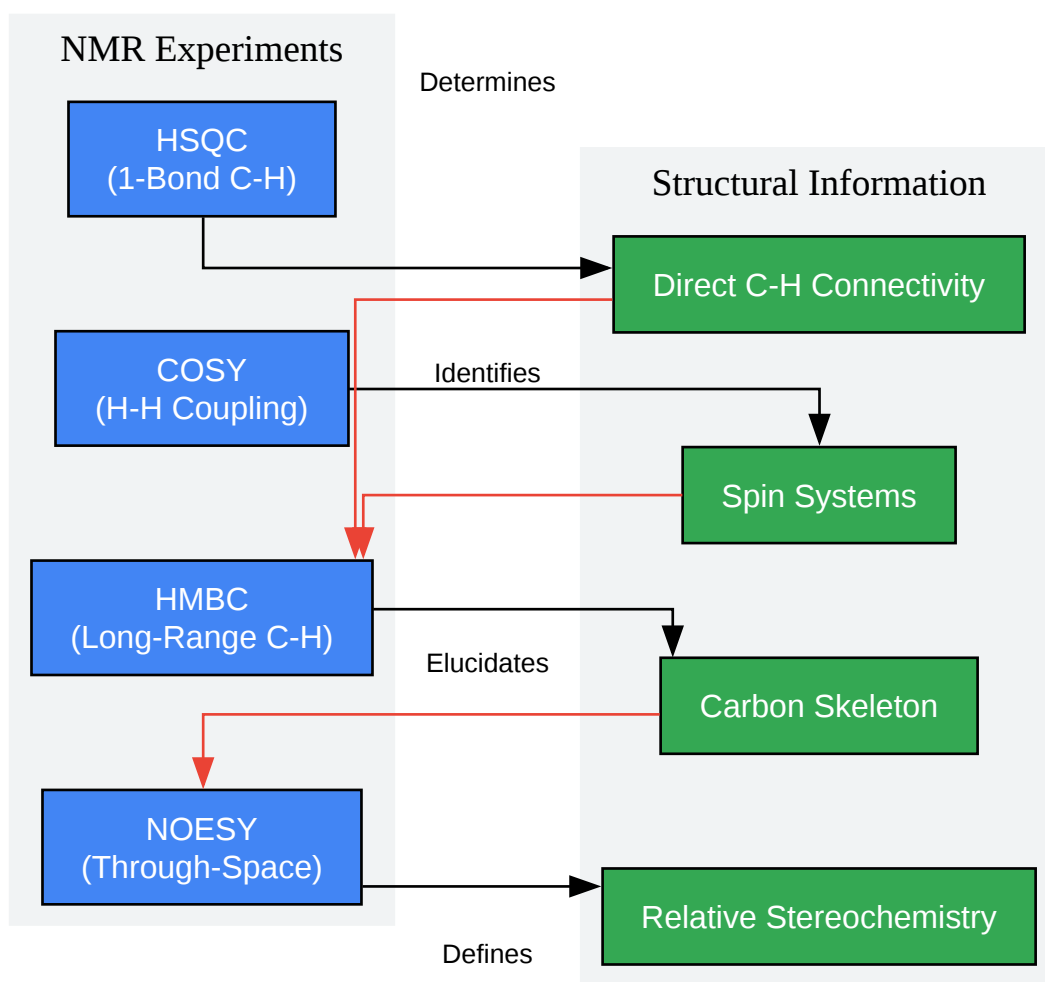 NMR Experiments
Determines
HSQC
(1-Bond C-H)
Structural Information
Direct C-H Connectivity
COSY
(H-H Coupling)
Identifies
Spin Systems
HMBC
(Long-Range C-H)
Elucidates
Carbon Skeleton
NOESY
(Through-Space)
Relative Stereochemistry
Defines